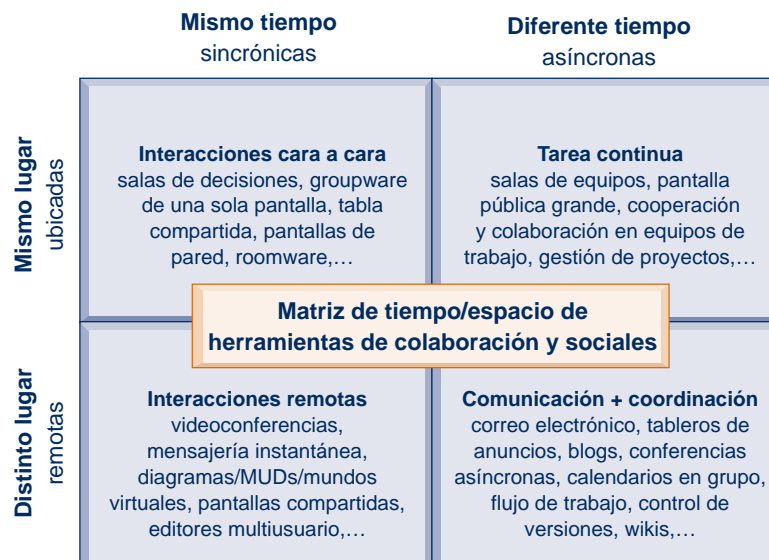 Mismo tiempo
sincrónicas
Diferente tiempo
asíncronas
Mismo lugar
ubicadas
Interacciones cara a cara
salas de decisiones, groupware
de una sola pantalla, tabla
compartida, pantallas de
pared, roomware,…
Tarea continua
salas de equipos, pantalla
pública grande, cooperación
y colaboración en equipos de
trabajo, gestión de proyectos,…
Matriz de tiempo/espacio de
herramientas de colaboración y sociales
Distinto lugar
remotas
Interacciones remotas
videoconferencias,
mensajería instantánea,
diagramas/MUDs/mundos
virtuales, pantallas compartidas,
editores multiusuario,…
Comunicación + coordinación
correo electrónico, tableros de
anuncios, blogs, conferencias
asíncronas, calendarios en grupo,
flujo de trabajo, control de
versiones, wikis,…